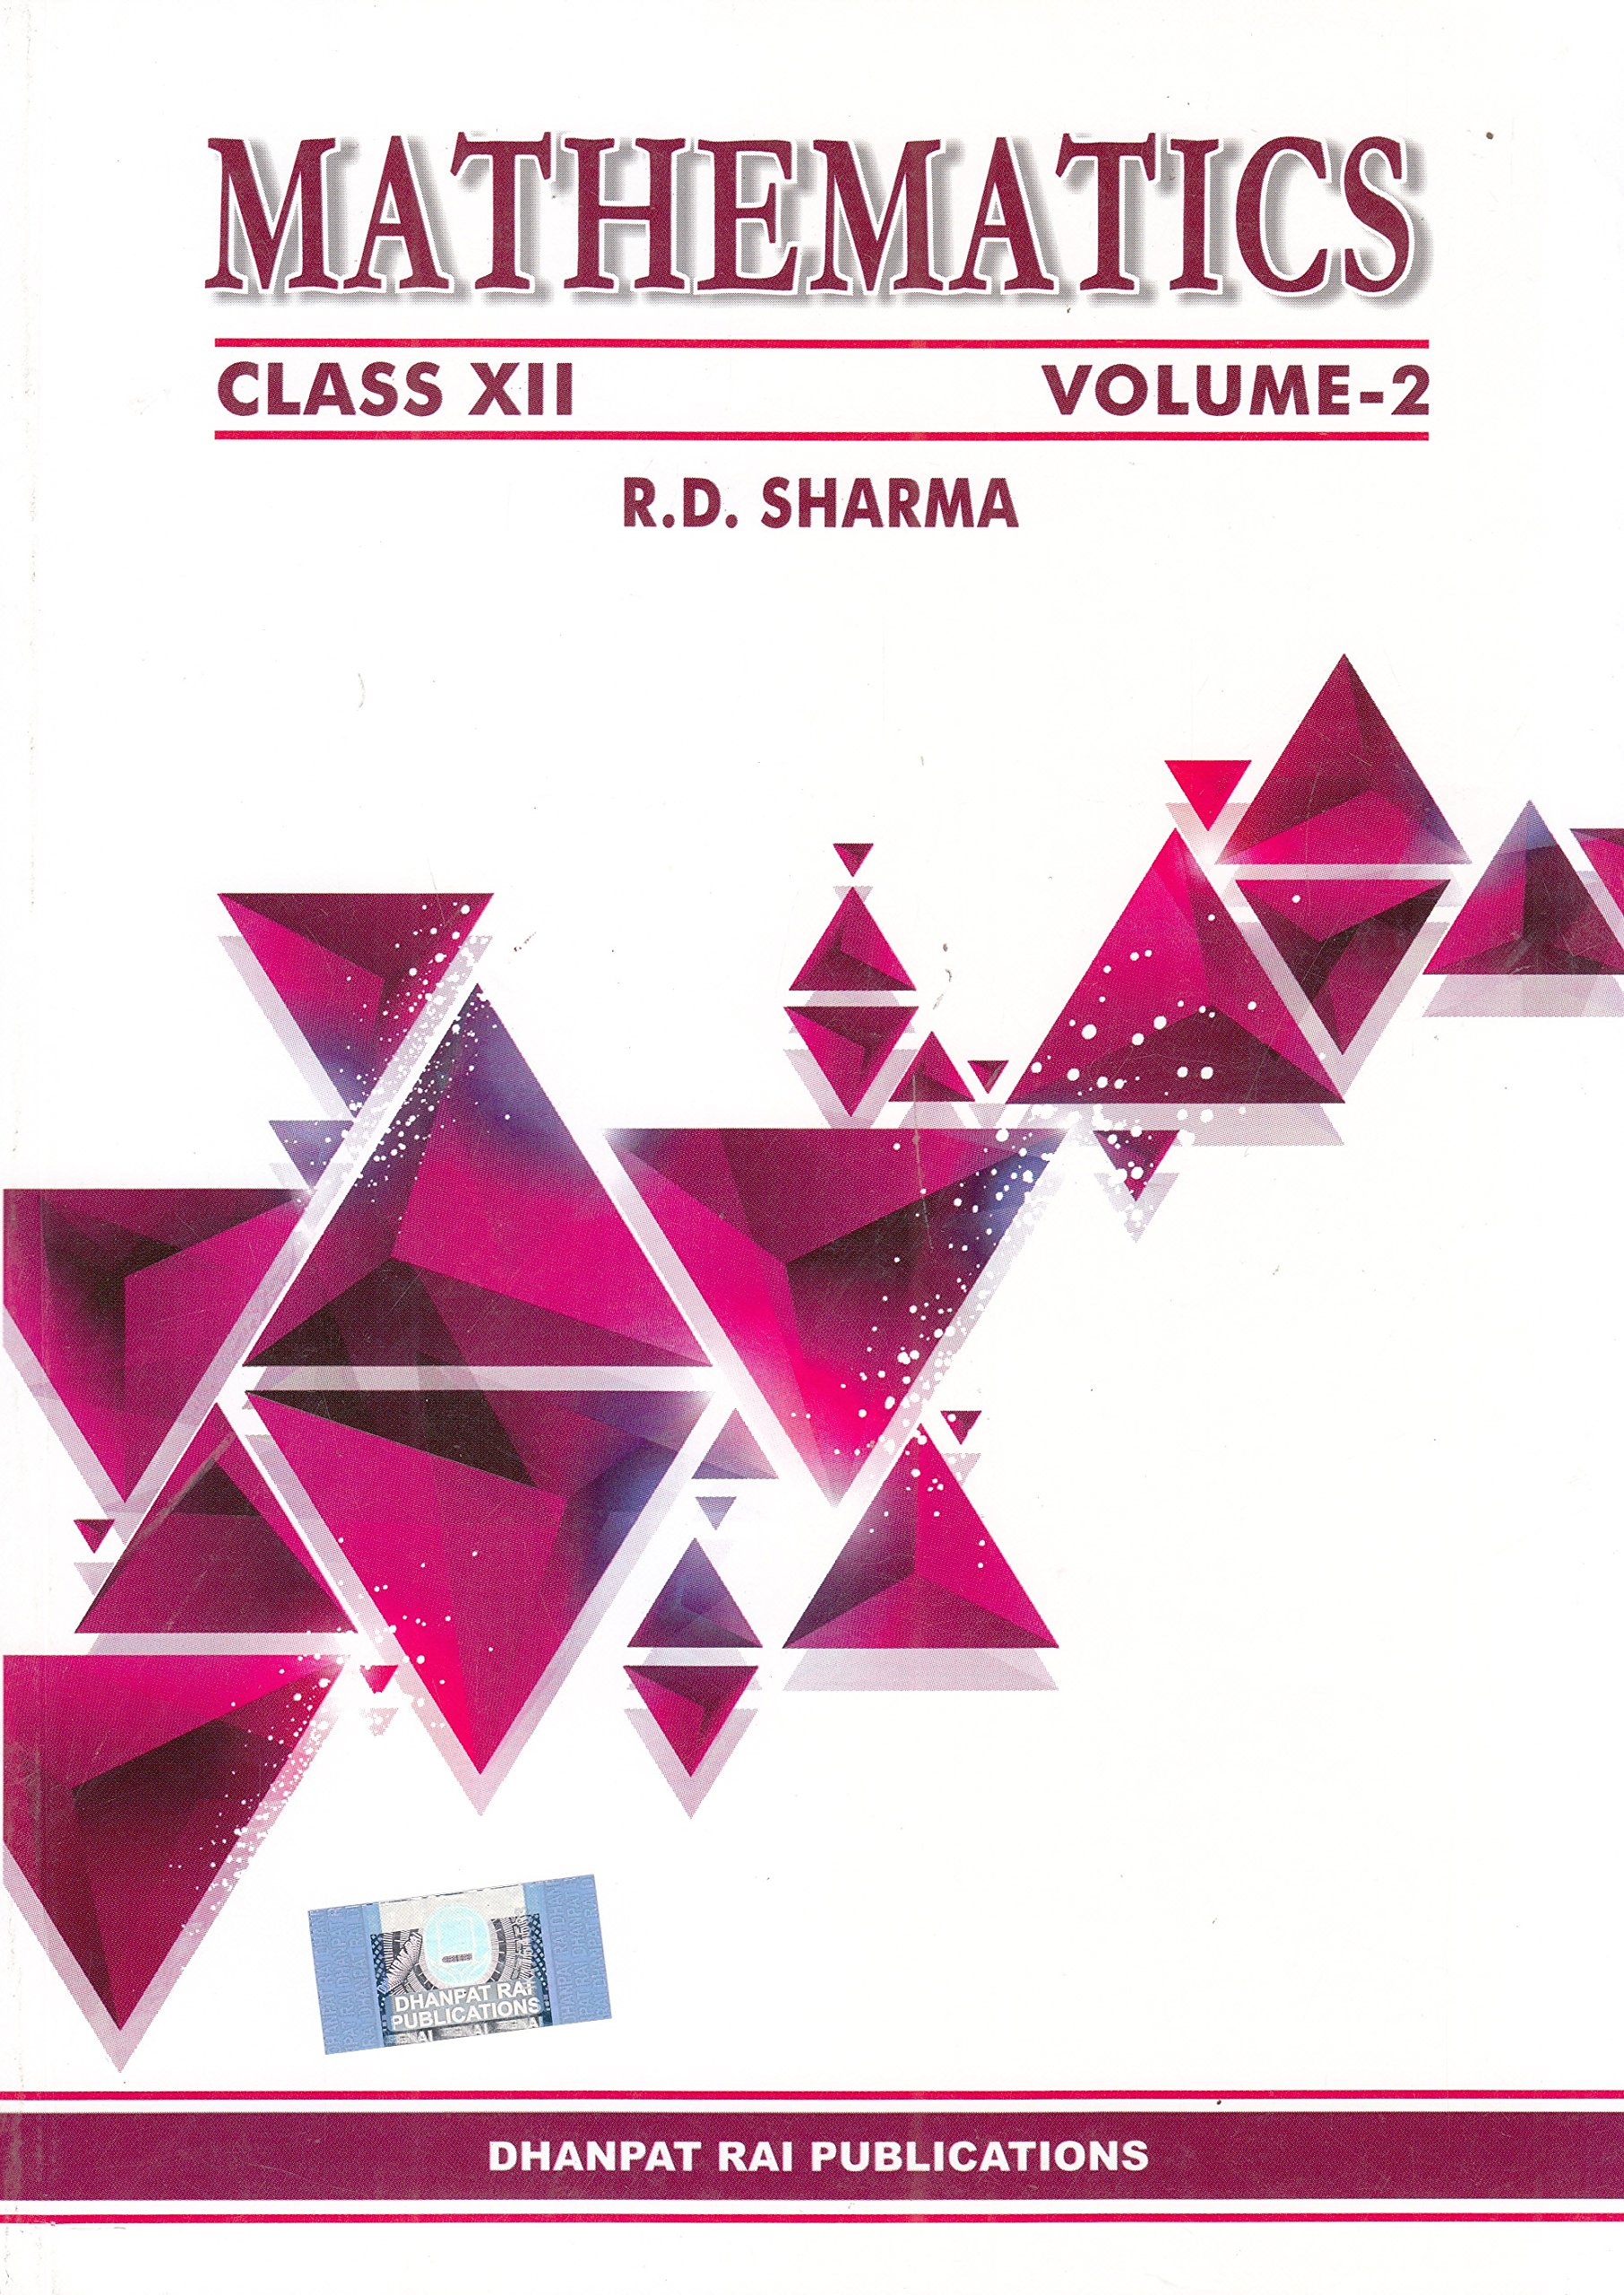 MATHEMATICS
CLASS XII VOLUME-2
R.D. SHARMA
DHANPAT RAI
PUBLICATIONS
DHANPAT RAI PUBLICATIONS